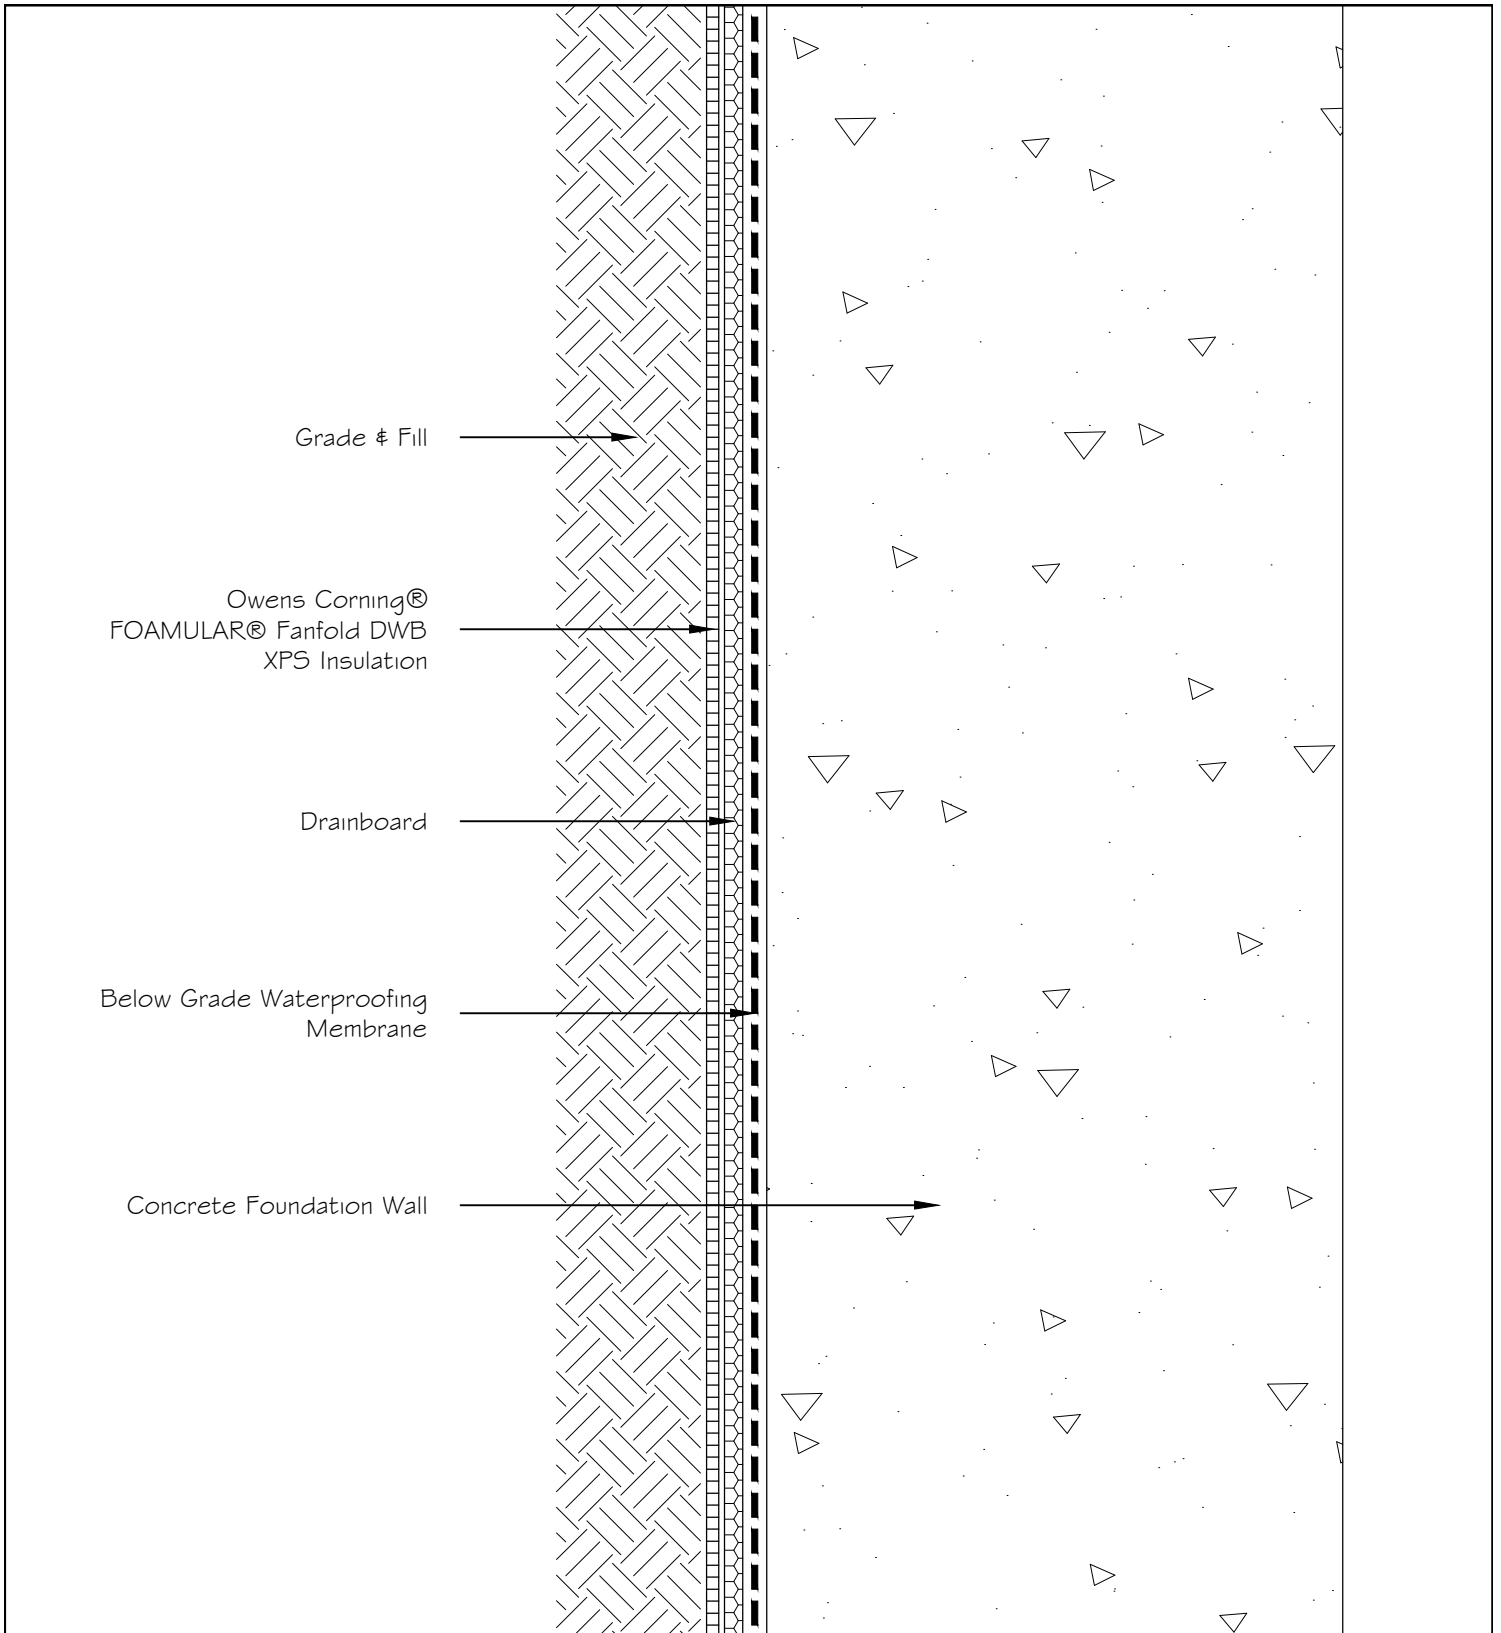 Grade & Fill
Owens Corning®
FOAMULAR® Fanfold DWB
XPS Insulation
Drainboard
Below Grade Waterproofing
Membrane
Concrete Foundation Wall